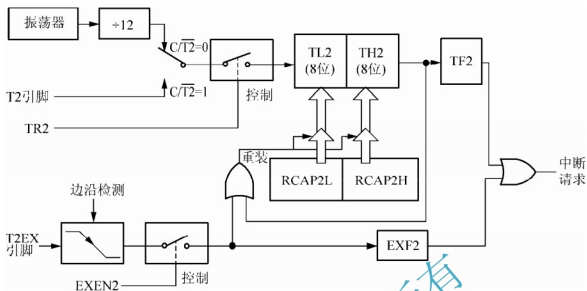 振荡器
÷12
C/T2=0
T2引脚
C/T2=1
控制
TR2
TL2
(8位)
TH2
(8位)
TF2
重装
RCAP2L
RCAP2H
中断
请求
边沿检测
T2EX
引脚
控制
EXEN2
EXF2
有